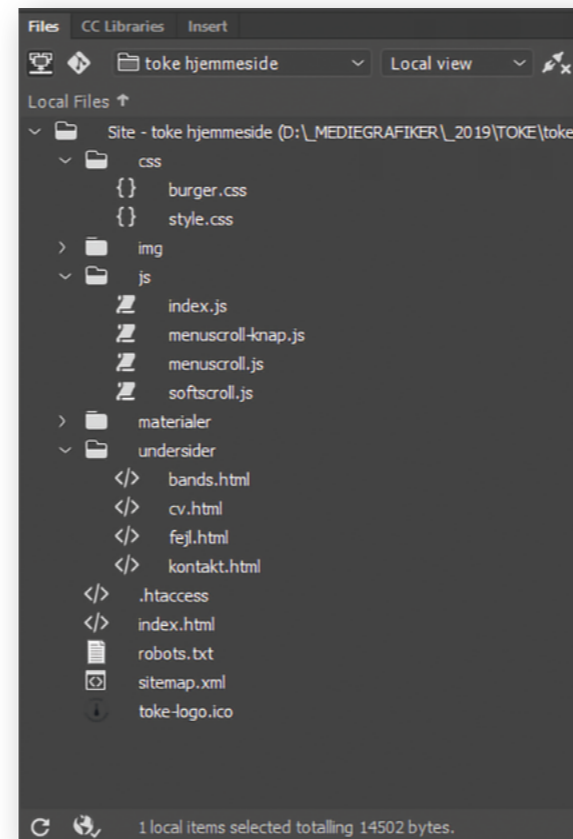 Files CC Libraries Insert
toke hjemmeside Local view
Local Files ↑
Site - toke hjemmeside (D:\_MEDIEGRAFIKER\_2019\TOKE\toke
css
burger.css
style.css
img
js
index.js
menuscroll-knap.js
menuscroll.js
softscroll.js
materialer
undersider
bands.html
cv.html
fejl.html
kontakt.html
.htaccess
index.html
robots.txt
sitemap.xml
toke-logo.ico
1 local items selected totalling 14502 bytes.